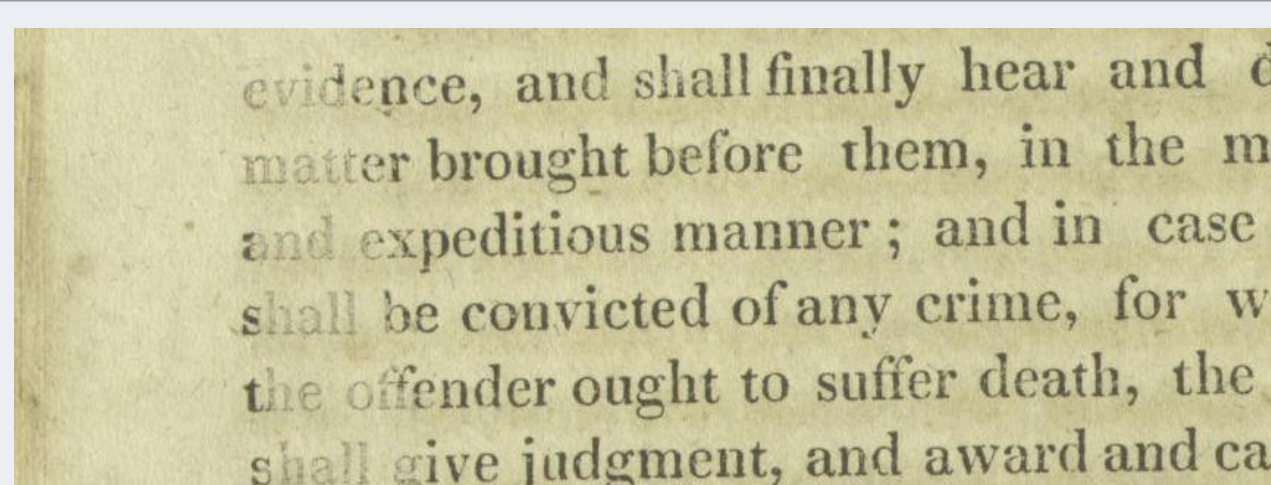 evidence, and shall finally hear and
matter brought before them, in the
and expeditious manner ; and in case
shall be convicted of any crime, for
the offender ought to suffer death, the
shall give judgment, and award and